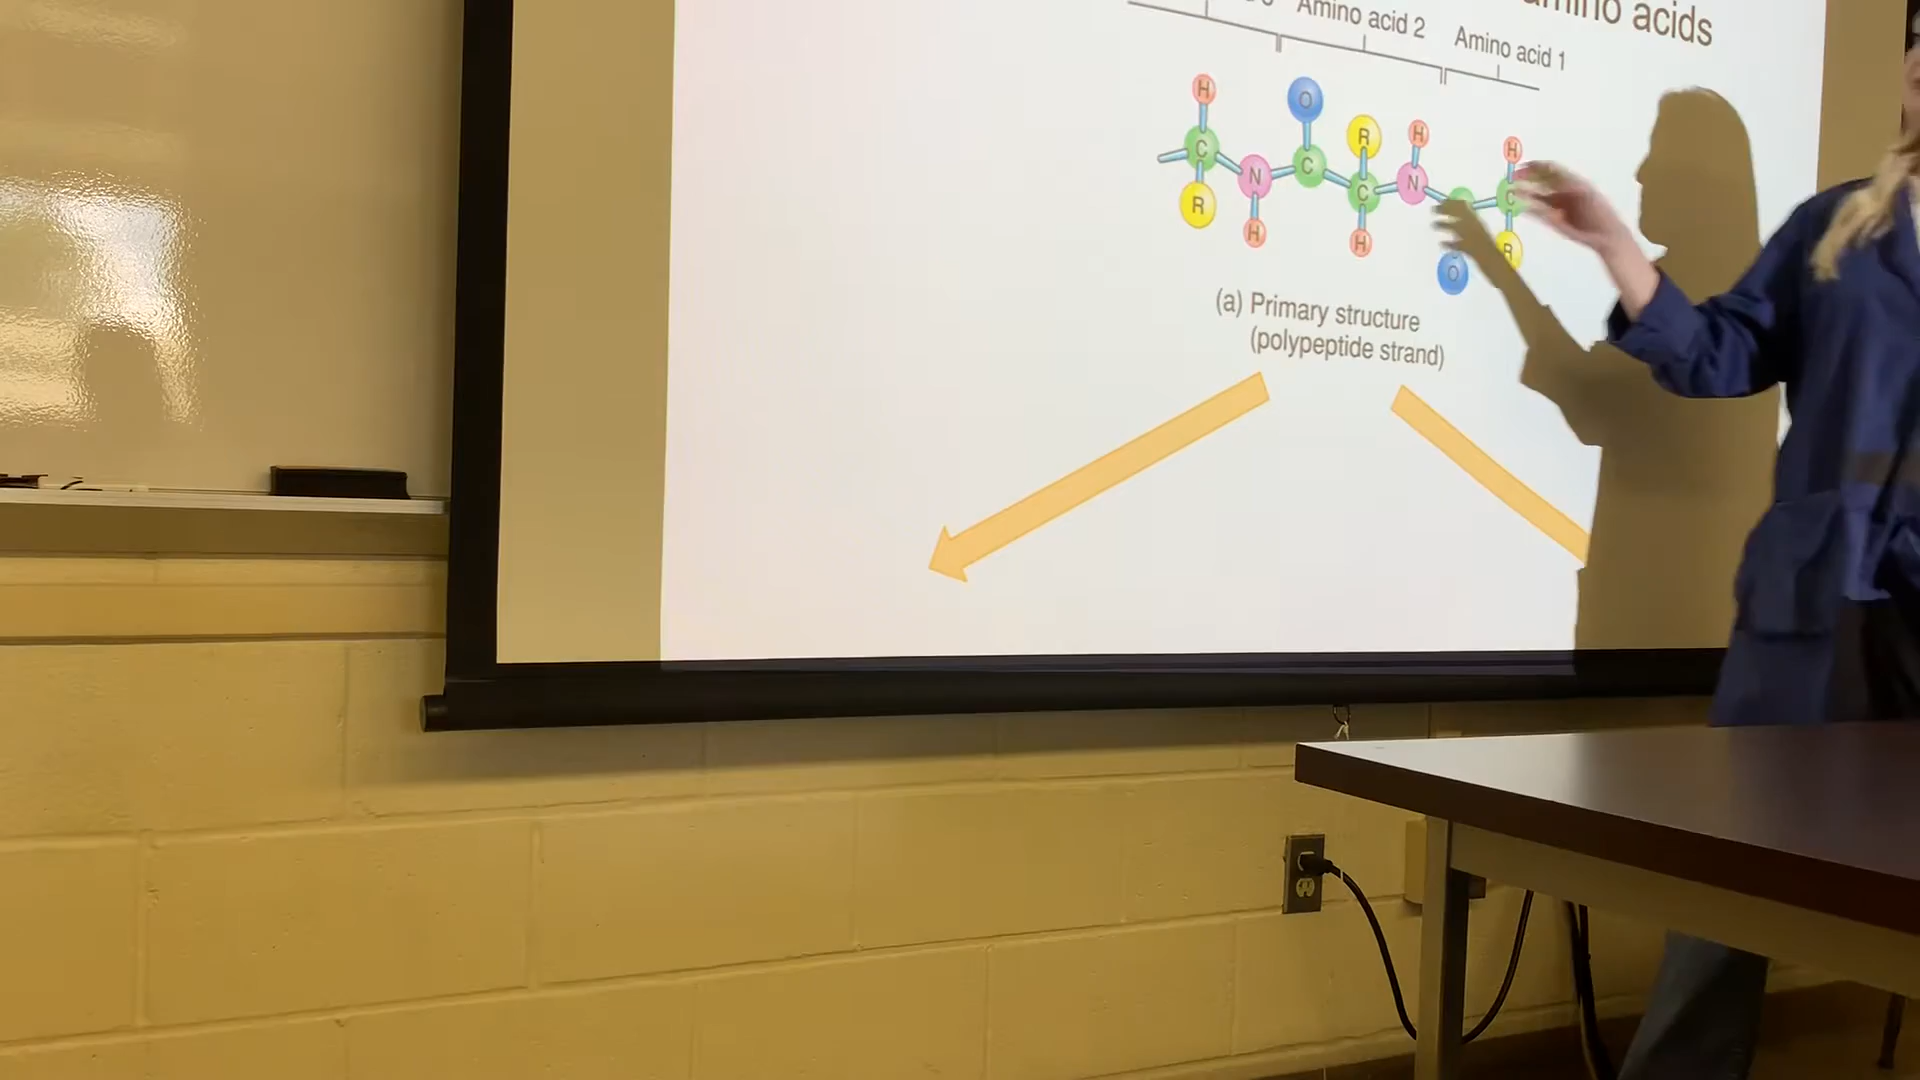 amino acids
Amino acid 2
Amino acid 1
H
O
R
H
H
C
C
N
C
N
C
C
R
H
H
R
O
(a) Primary structure
(polypeptide strand)